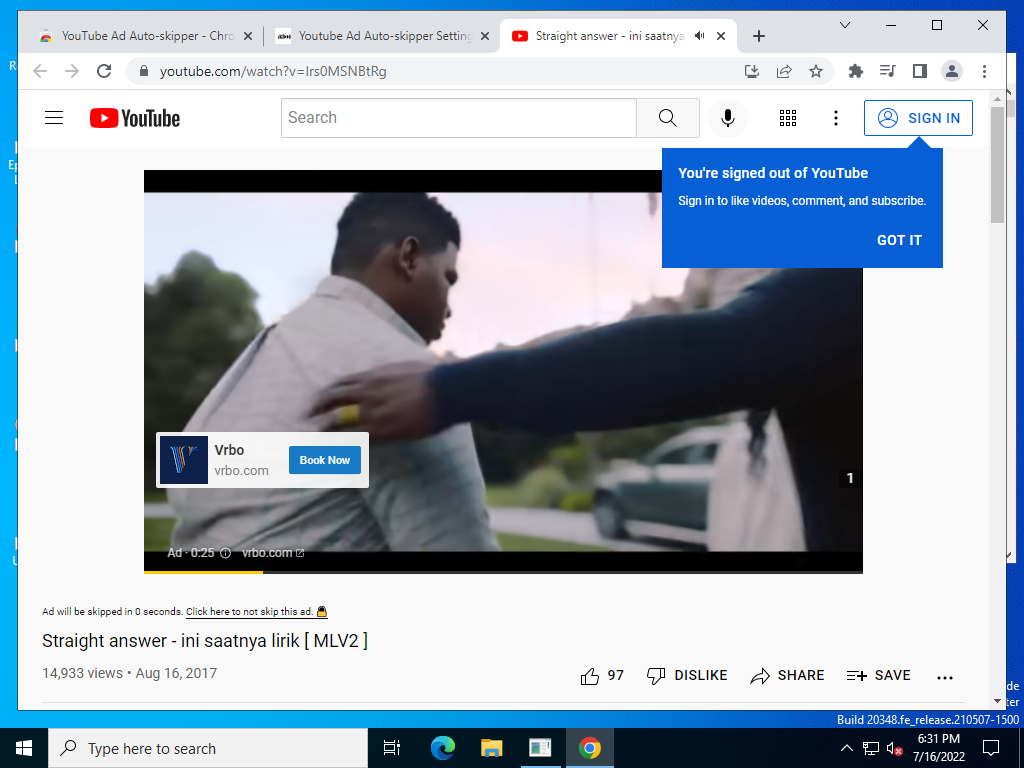 YouTube Ad Auto-skipper - Chro
Youtube Ad Auto-skipper Setting
Straight answer - ini saatnya
youtube.com/watch?v=Irs0MSNBtRg
YouTube
Search
SIGN IN
You're signed out of YouTube
Sign in to like videos, comment, and subscribe.
GOT IT
Vrbo
vrbo.com
Book Now
1
Ad · 0:25
vrbo.com
Ad will be skipped in 0 seconds. Click here to not skip this ad.
Straight answer - ini saatnya lirik [ MLV2 ]
14,933 views • Aug 16, 2017
97
DISLIKE
SHARE
SAVE
Build 20348.fe_release.210507-1500
Type here to search
6:31 PM
7/16/2022